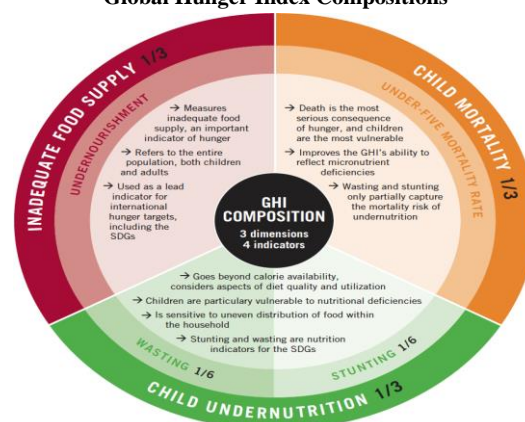 Global Hunger Index Compositions
INADEQUATE FOOD SUPPLY 1/3
UNDERNOURISHMENT
→ Measures
inadequate food
supply, an important
indicator of hunger
→ Refers to the entire
population, both children
and adults
→ Used as a lead
indicator for
international
hunger targets,
including the
SDGs
CHILD MORTALITY 1/3
UNDER-FIVE MORTALITY RATE
→ Death is the most
serious consequence
of hunger, and children
are the most vulnerable
→ Improves the GHI's ability to
reflect micronutrient
deficiencies
→ Wasting and stunting
only partially capture
the mortality risk of
undernutrition
GHI
COMPOSITION
3 dimensions
4 indicators
→ Goes beyond calorie availability,
considers aspects of diet quality and utilization
→ Children are particulary vulnerable to nutritional deficiencies
→ Is sensitive to uneven distribution of food within
the household
→ Stunting and wasting are nutrition
indicators for the SDGs
WASTING 1/6
STUNTING 1/6
CHILD UNDERNUTRITION 1/3